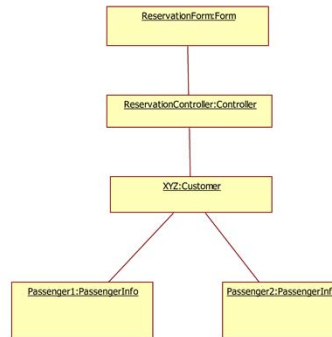 ReservationForm:Form
ReservationController:Controller
XYZ:Customer
Passenger1:PassengerInfo
Passenger2:PassengerInf